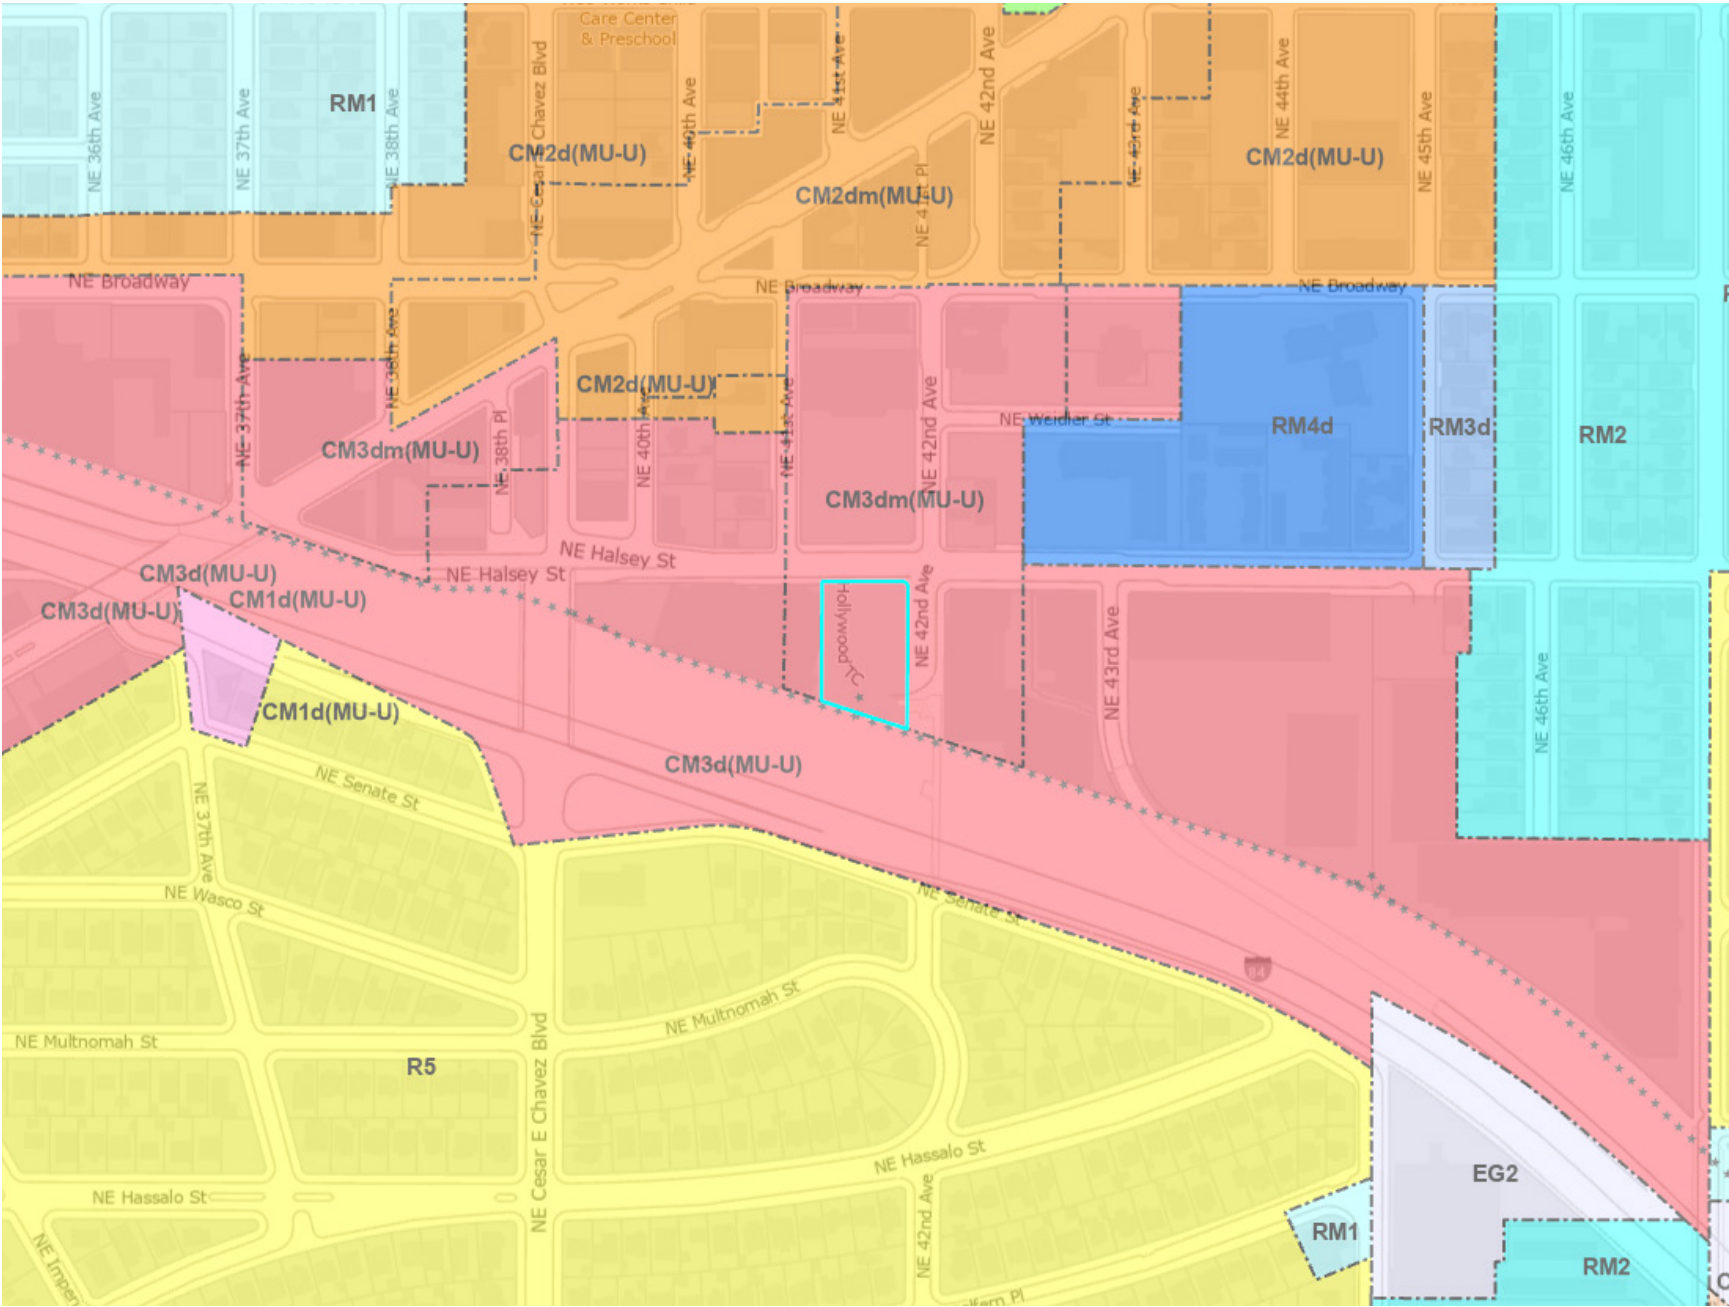 Care Center
& Preschool
NE 36th Ave
NE 37th Ave
RM1
NE 38th Ave
NE Cesar E Chavez Blvd
CM2d(MU-U)
NE 40th Ave
NE 41st Ave
CM2dm(MU-U)
NE 41st Pl
NE 42nd Ave
NE 43rd Ave
CM2d(MU-U)
NE 44th Ave
NE 45th Ave
NE 46th Ave
NE Broadway
NE Broadway
NE Broadway
NE 37th Ave
NE 38th Ave
CM3dm(MU-U)
NE 38th Pl
CM2d(MU-U)
NE 40th Ave
NE 41st Ave
NE 42nd Ave
CM3dm(MU-U)
NE Weidler St
RM4d
RM3d
RM2
NE Halsey St
NE Halsey St
CM3d(MU-U)
CM1d(MU-U)
CM3d(MU-U)
Hollywood TC
NE 42nd Ave
NE 43rd Ave
NE 46th Ave
CM1d(MU-U)
CM3d(MU-U)
NE Senate St
NE 37th Ave
NE Wasco St
NE Senate St
84
NE Multnomah St
NE Multnomah St
R5
NE Cesar E Chavez Blvd
NE Hassalo St
NE Hassalo St
NE 42nd Ave
EG2
RM1
RM2